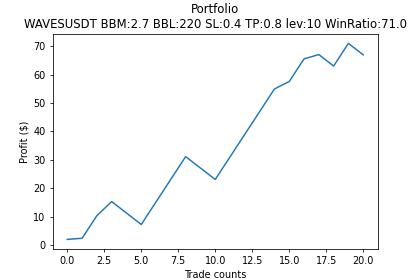 Portfolio
WAVESUSDT BBM:2.7 BBL:220 SL:0.4 TP:0.8 lev:10 WinRatio:71.0
70
60
50
40
30
20
10
0
Profit ($)
0.0 2.5 5.0 7.5 10.0 12.5 15.0 17.5 20.0
Trade counts